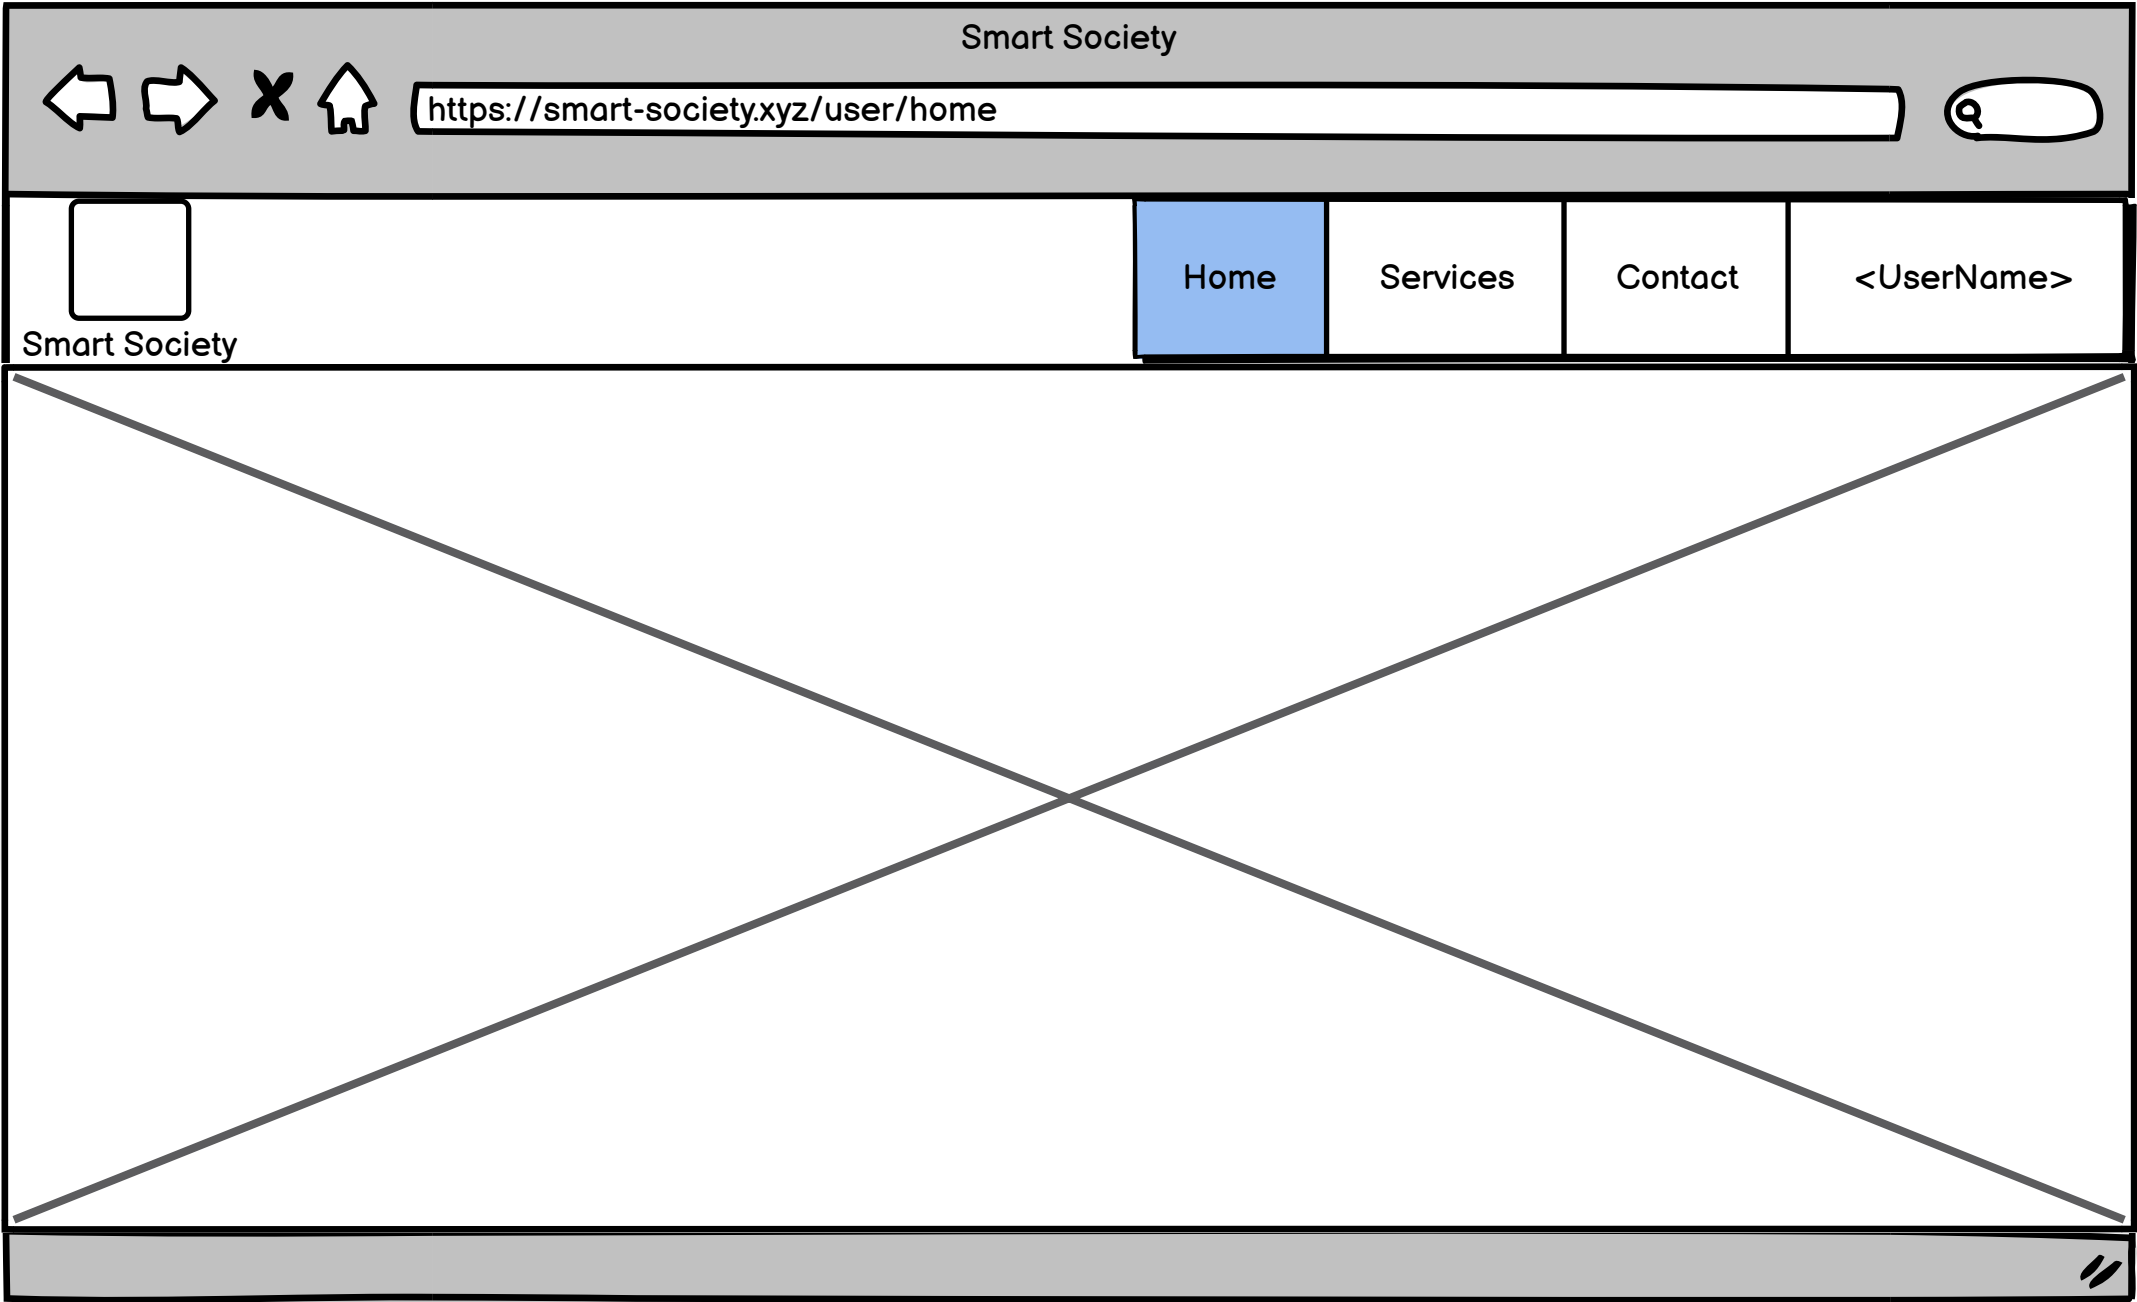 Smart Society
https://smart-society.xyz/user/home
Home Services Contact <UserName>
Smart Society